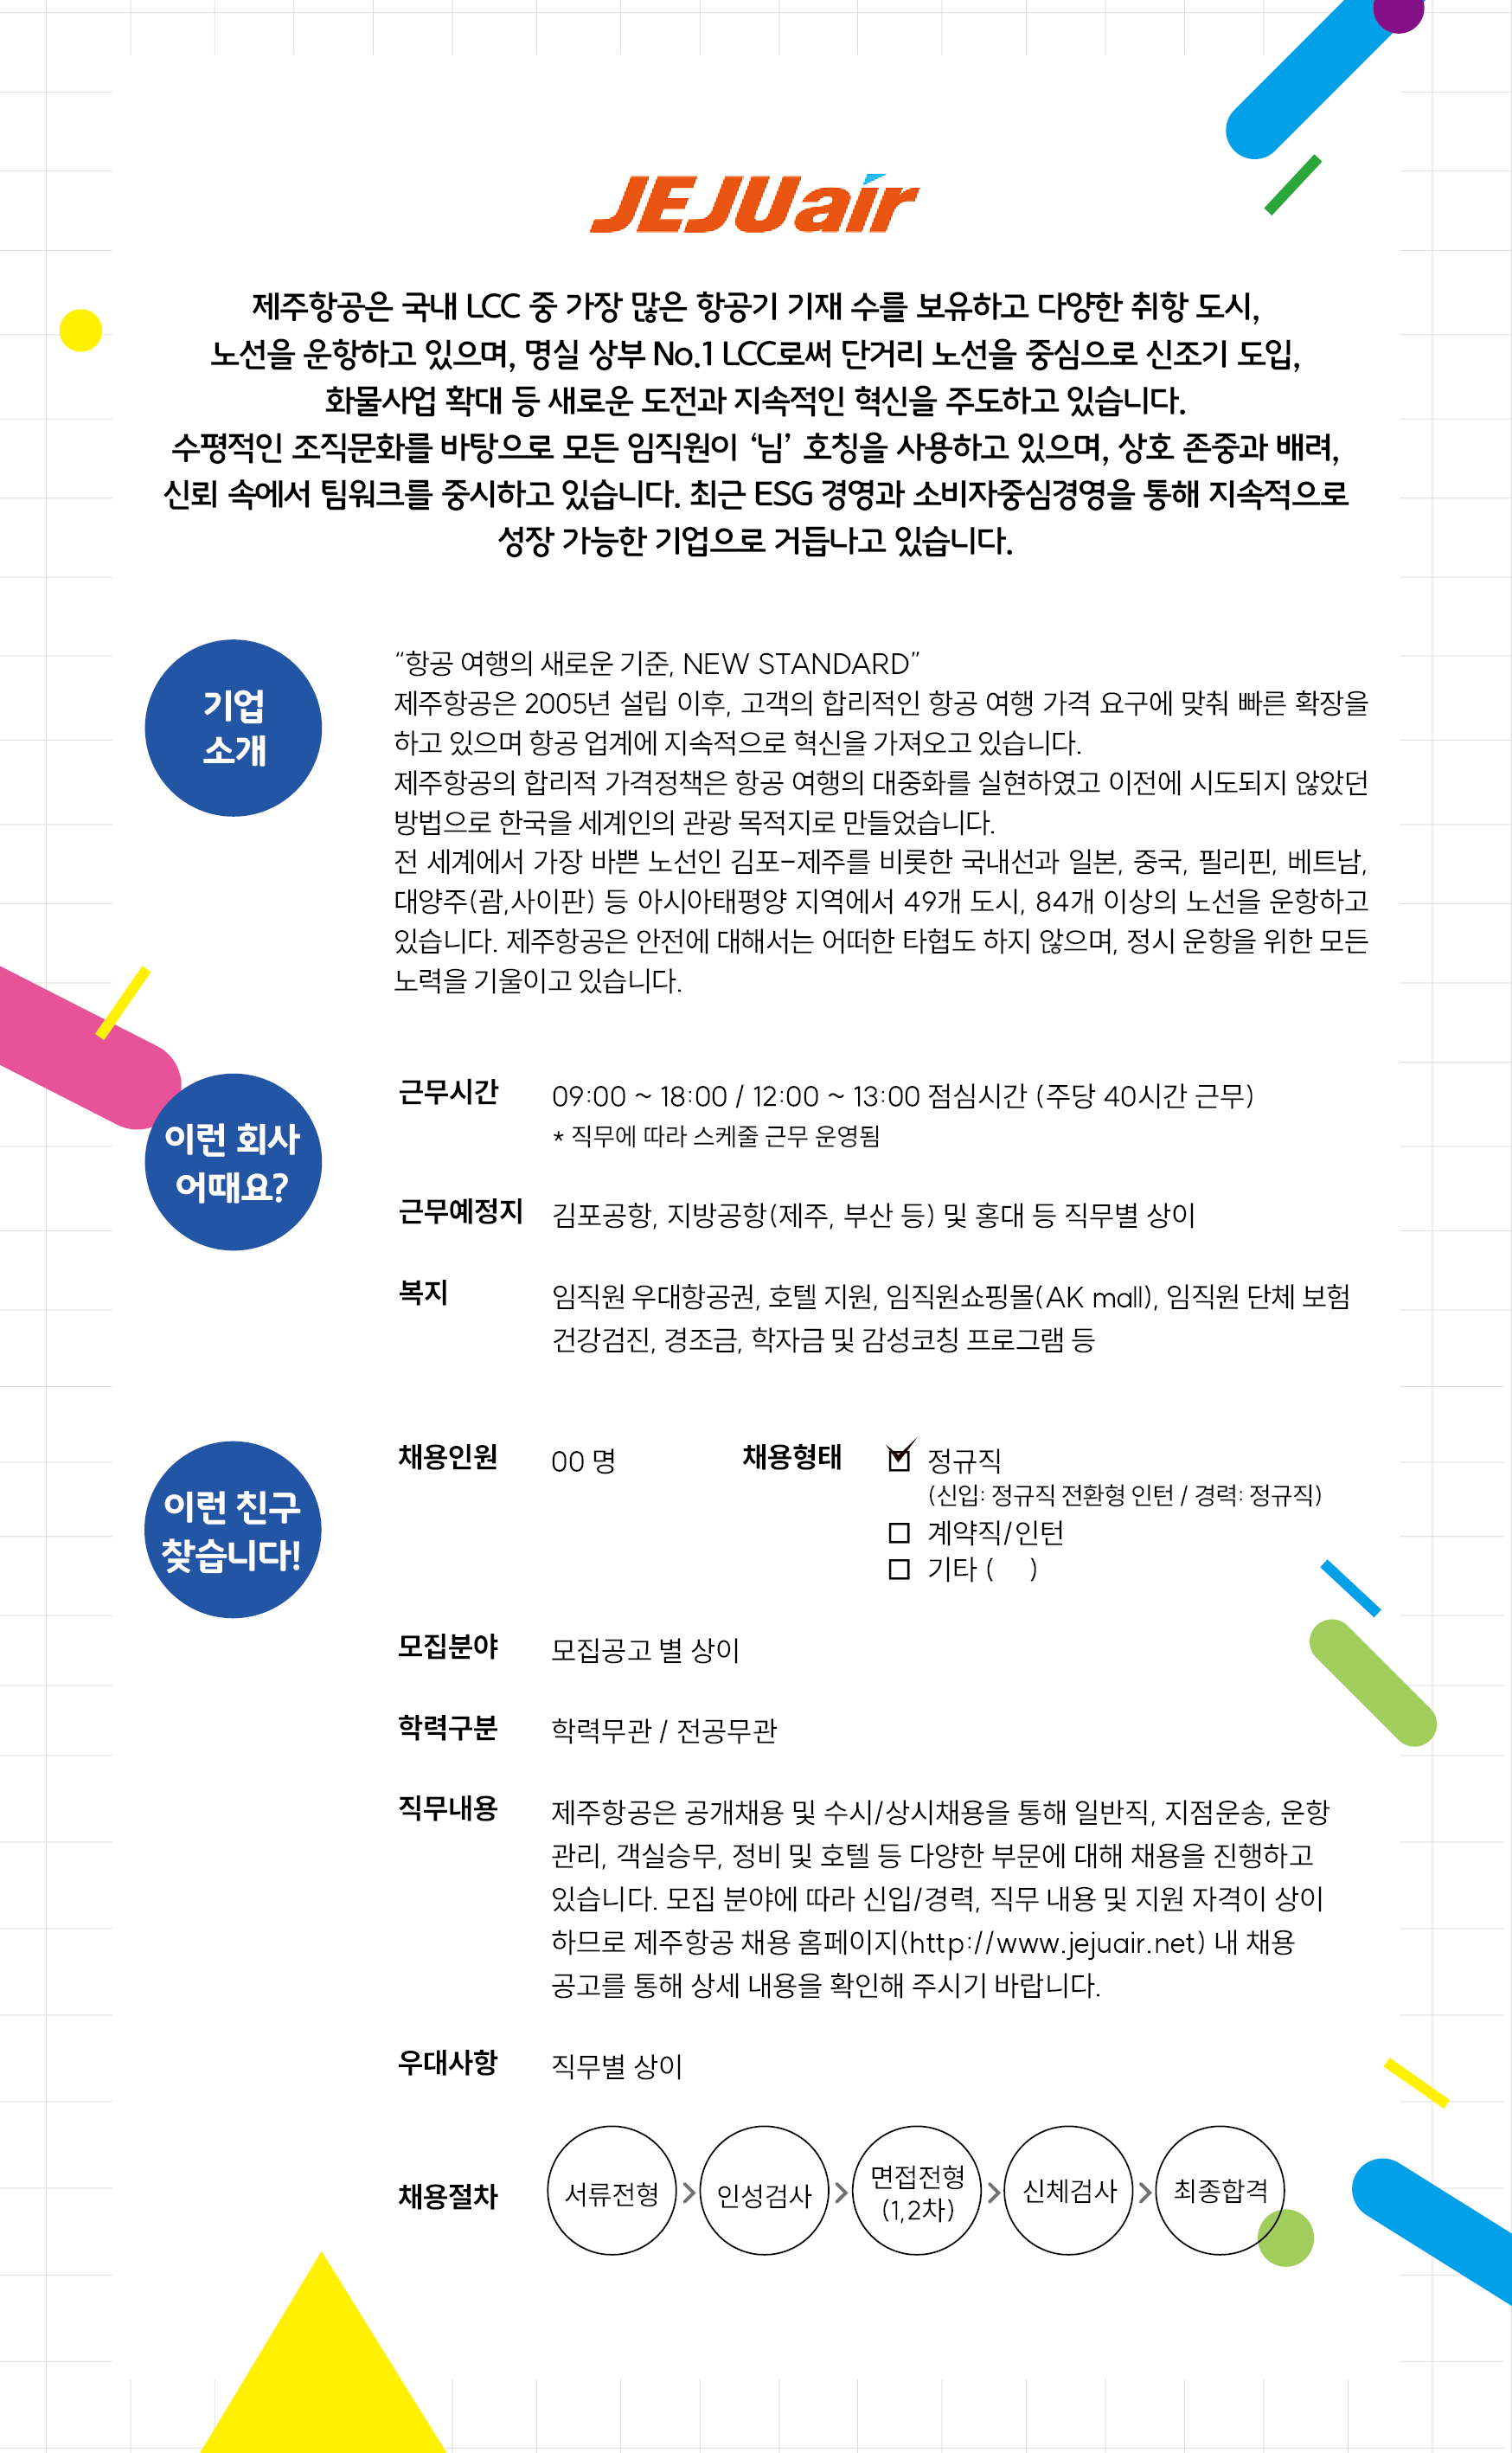 JEJUair
제주항공은 국내 LCC 중 가장 많은 항공기 기재 수를 보유하고 다양한 취항 도시,
노선을 운항하고 있으며, 명실 상부 No.1 LCC로써 단거리 노선을 중심으로 신조기 도입,
화물사업 확대 등 새로운 도전과 지속적인 혁신을 주도하고 있습니다.
수평적인 조직문화를 바탕으로 모든 임직원이 ‘님’ 호칭을 사용하고 있으며, 상호 존중과 배려,
신뢰 속에서 팀워크를 중시하고 있습니다. 최근 ESG 경영과 소비자중심경영을 통해 지속적으로
성장 가능한 기업으로 거듭나고 있습니다.
기업
소개
“항공 여행의 새로운 기준, NEW STANDARD”
제주항공은 2005년 설립 이후, 고객의 합리적인 항공 여행 가격 요구에 맞춰 빠른 확장을
하고 있으며 항공 업계에 지속적으로 혁신을 가져오고 있습니다.
제주항공의 합리적 가격정책은 항공 여행의 대중화를 실현하였고 이전에 시도되지 않았던
방법으로 한국을 세계인의 관광 목적지로 만들었습니다.
전 세계에서 가장 바쁜 노선인 김포-제주를 비롯한 국내선과 일본, 중국, 필리핀, 베트남,
대양주(괌,사이판) 등 아시아태평양 지역에서 49개 도시, 84개 이상의 노선을 운항하고
있습니다. 제주항공은 안전에 대해서는 어떠한 타협도 하지 않으며, 정시 운항을 위한 모든
노력을 기울이고 있습니다.
이런 회사
어때요?
근무시간 09:00 ~ 18:00 / 12:00 ~ 13:00 점심시간 (주당 40시간 근무)
* 직무에 따라 스케줄 근무 운영됨
근무예정지 김포공항, 지방공항(제주, 부산 등) 및 홍대 등 직무별 상이
복지 임직원 우대항공권, 호텔 지원, 임직원쇼핑몰(AK mall), 임직원 단체 보험
건강검진, 경조금, 학자금 및 감성코칭 프로그램 등
이런 친구
찾습니다!
채용인원 00 명 채용형태 ☑ 정규직
(신입: 정규직 전환형 인턴 / 경력: 정규직)
☐ 계약직/인턴
☐ 기타 ( )
모집분야 모집공고 별 상이
학력구분 학력무관 / 전공무관
직무내용 제주항공은 공개채용 및 수시/상시채용을 통해 일반직, 지점운송, 운항
관리, 객실승무, 정비 및 호텔 등 다양한 부문에 대해 채용을 진행하고
있습니다. 모집 분야에 따라 신입/경력, 직무 내용 및 지원 자격이 상이
하므로 제주항공 채용 홈페이지(http://www.jejuair.net) 내 채용
공고를 통해 상세 내용을 확인해 주시기 바랍니다.
우대사항 직무별 상이
채용절차 서류전형 > 인성검사 > 면접전형 (1,2차) > 신체검사 > 최종합격